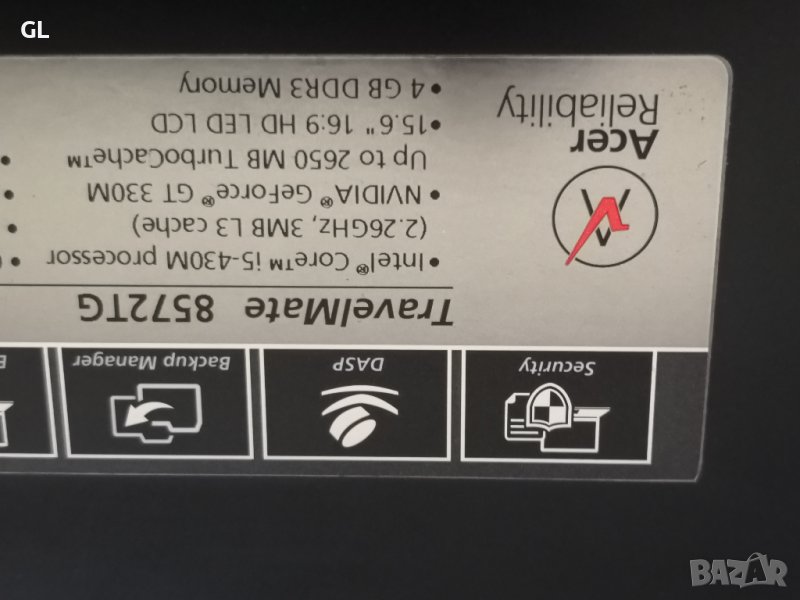 GL
Security
DASP
Backup Manager
TravelMate 8572TG
• Intel® Core™ i5-430M processor
(2.26GHz, 3MB L3 cache)
• NVIDIA® GeForce® GT 330M
Up to 2650 MB TurboCache™
•15.6" 16:9 HD LED LCD
• 4 GB DDR3 Memory
Acer
Reliability
BAZAR